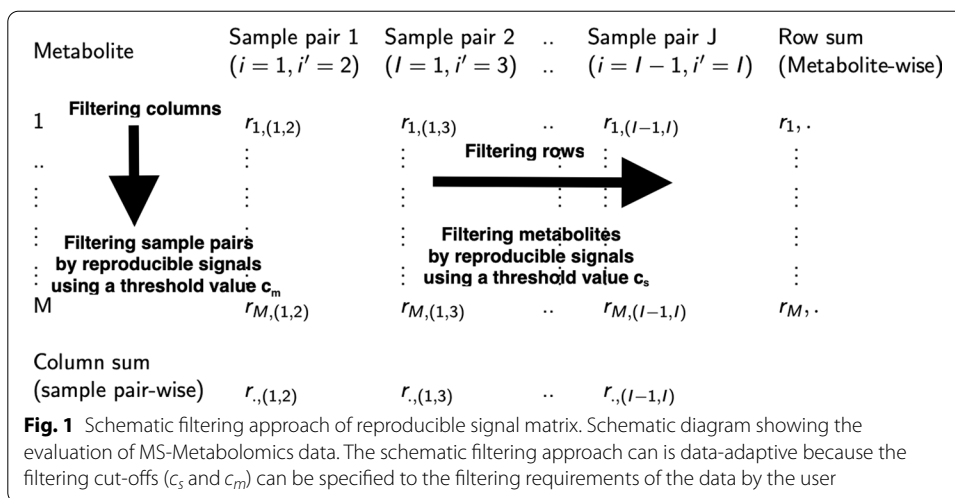 Metabolite Sample pair 1 Sample pair 2 .. Sample pair J Row sum
(i = 1, i′ = 2) (I = 1, i′ = 3) .. (i = I − 1, i′ = I) (Metabolite-wise)
Filtering columns
1 r1,(1,2) r1,(1,3) .. r1,(I−1,I) r1, .
Filtering rows
..
Filtering sample pairs
by reproducible signals
using a threshold value cm
Filtering metabolites
by reproducible signals
using a threshold value cs
M rM,(1,2) rM,(1,3) .. rM,(I−1,I) rM, .
Column sum
(sample pair-wise) r.,(1,2) r.,(1,3) .. r.,(I−1,I)
Fig. 1 Schematic filtering approach of reproducible signal matrix. Schematic diagram showing the
evaluation of MS-Metabolomics data. The schematic filtering approach can is data-adaptive because the
filtering cut-offs (cs and cm) can be specified to the filtering requirements of the data by the user